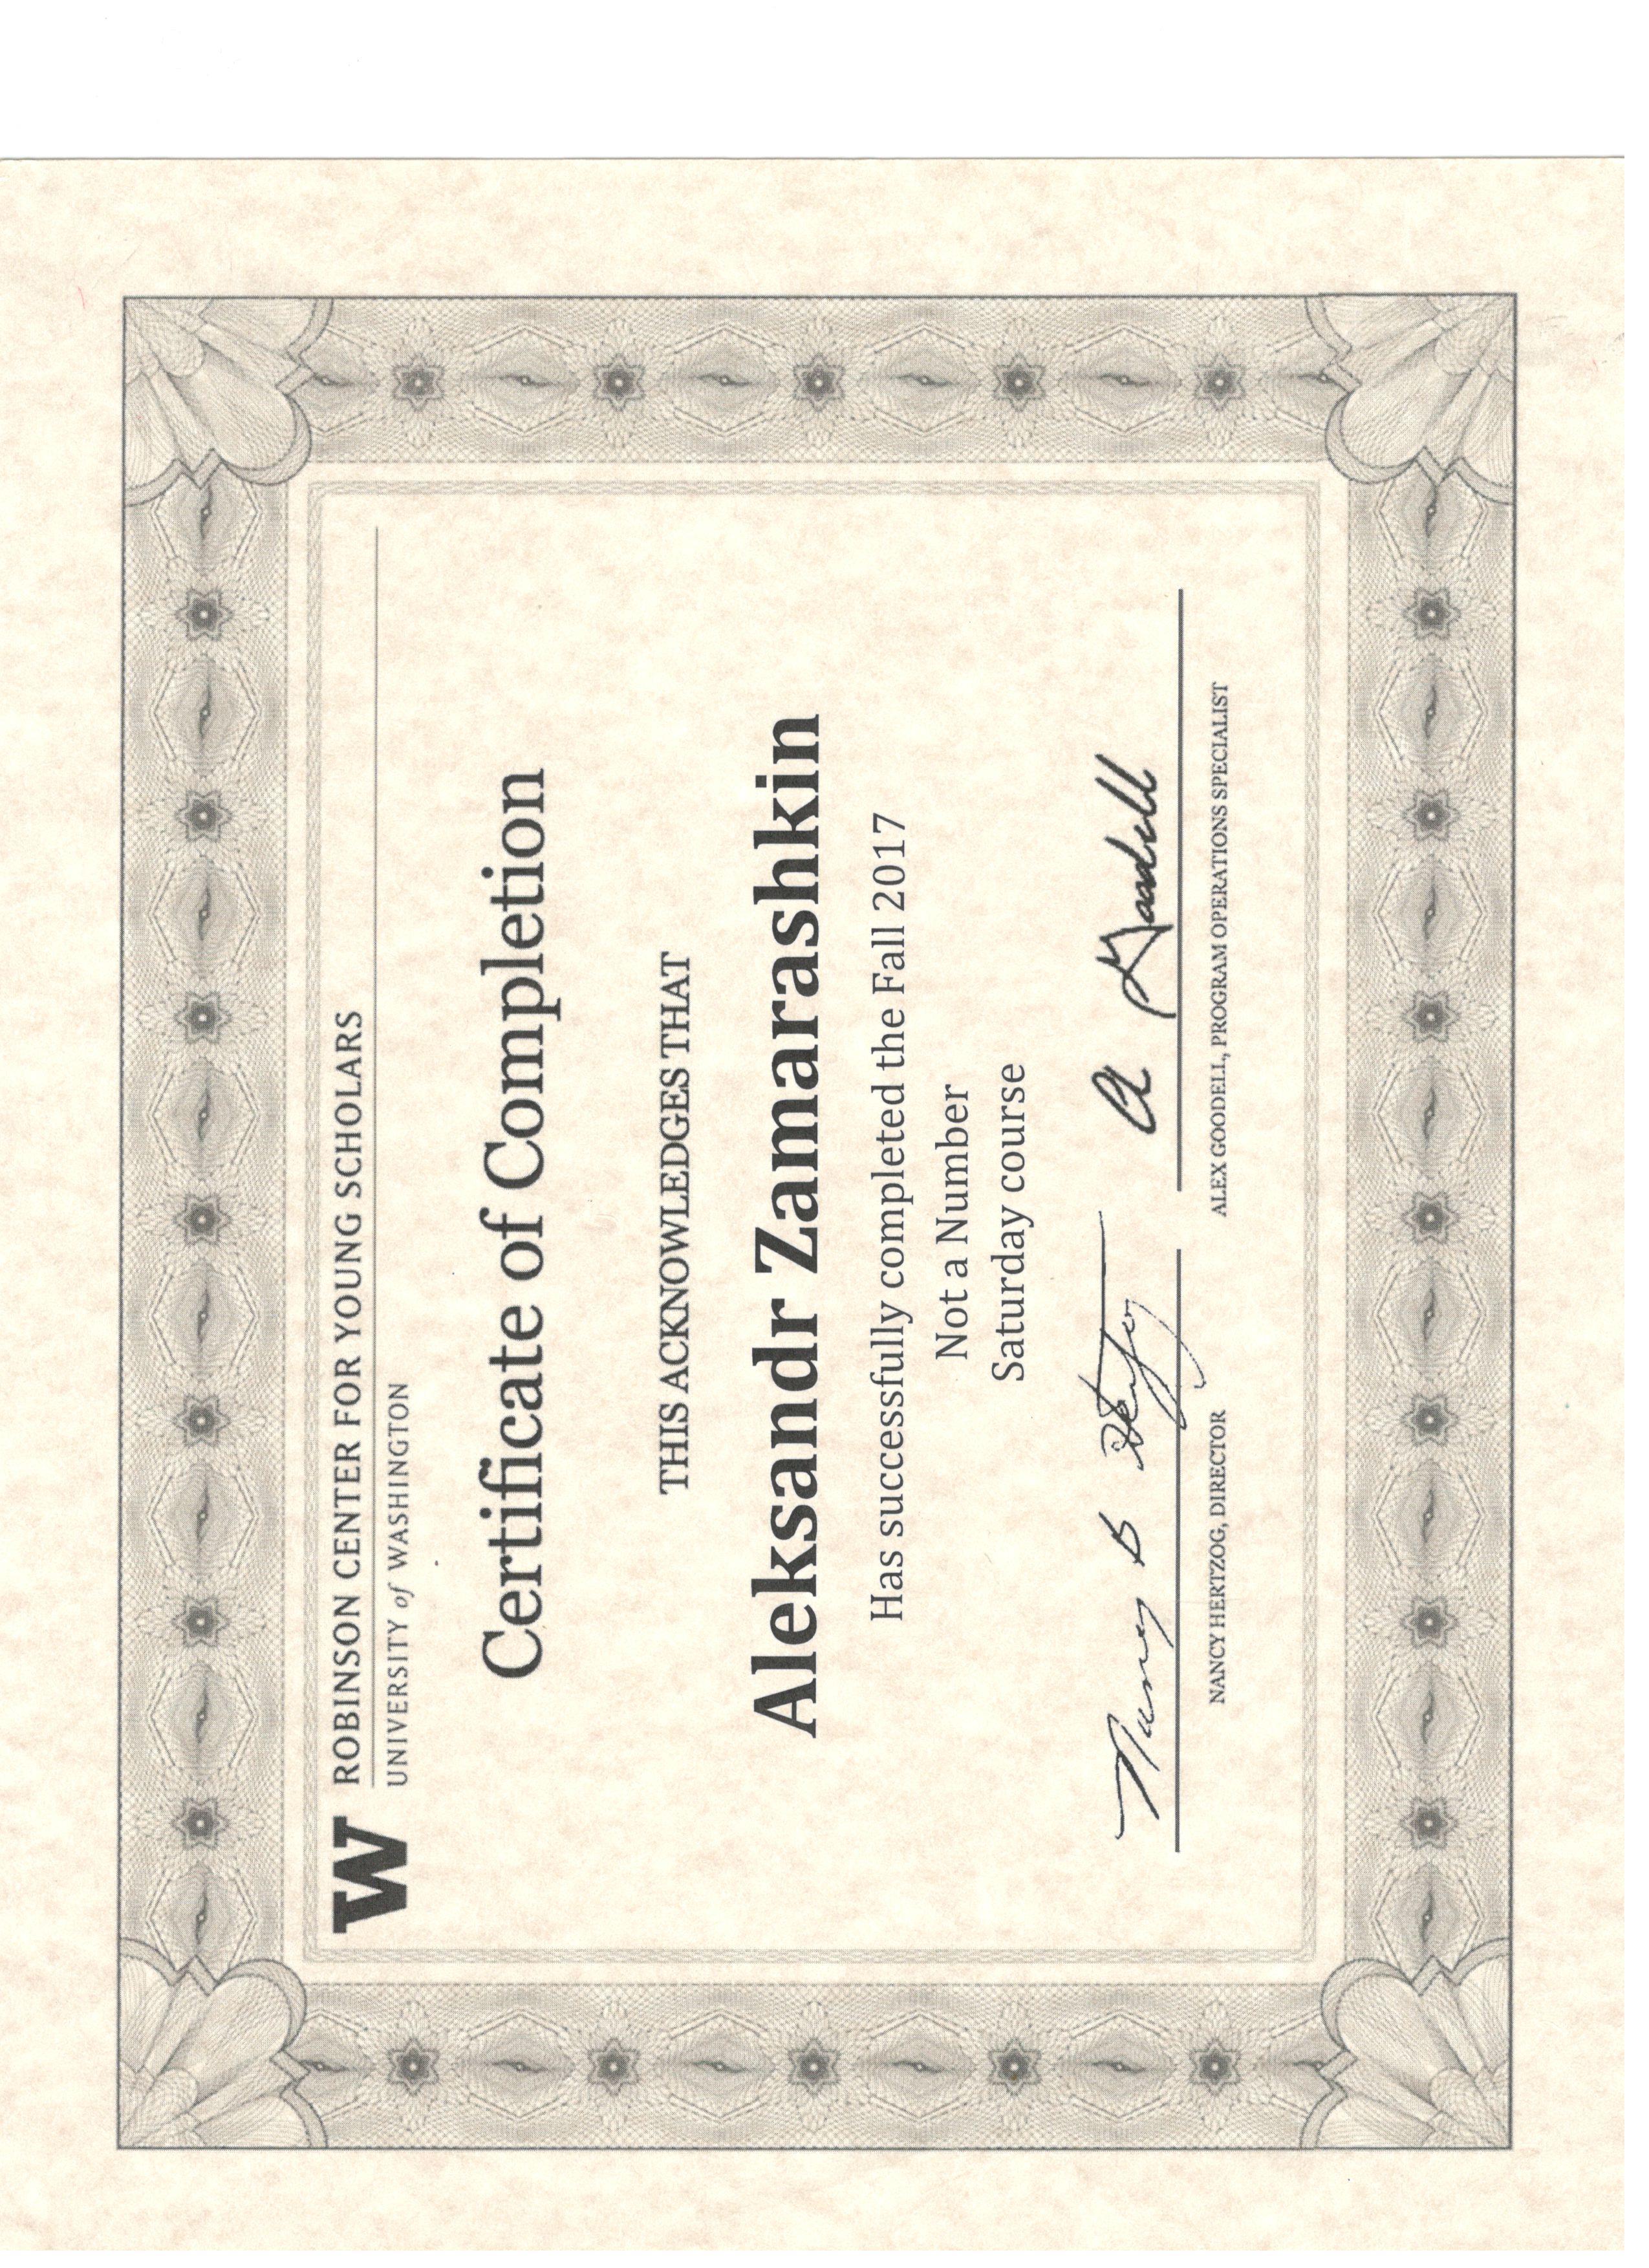 W
ROBINSON CENTER FOR YOUNG SCHOLARS
UNIVERSITY of WASHINGTON
Certificate of Completion
THIS ACKNOWLEDGES THAT
Aleksandr Zamarashkin
Has successfully completed the Fall 2017
Not a Number
Saturday course
Nancy B Hertzog
A Goodell
NANCY HERTZOG, DIRECTOR
ALEX GOODELL, PROGRAM OPERATIONS SPECIALIST